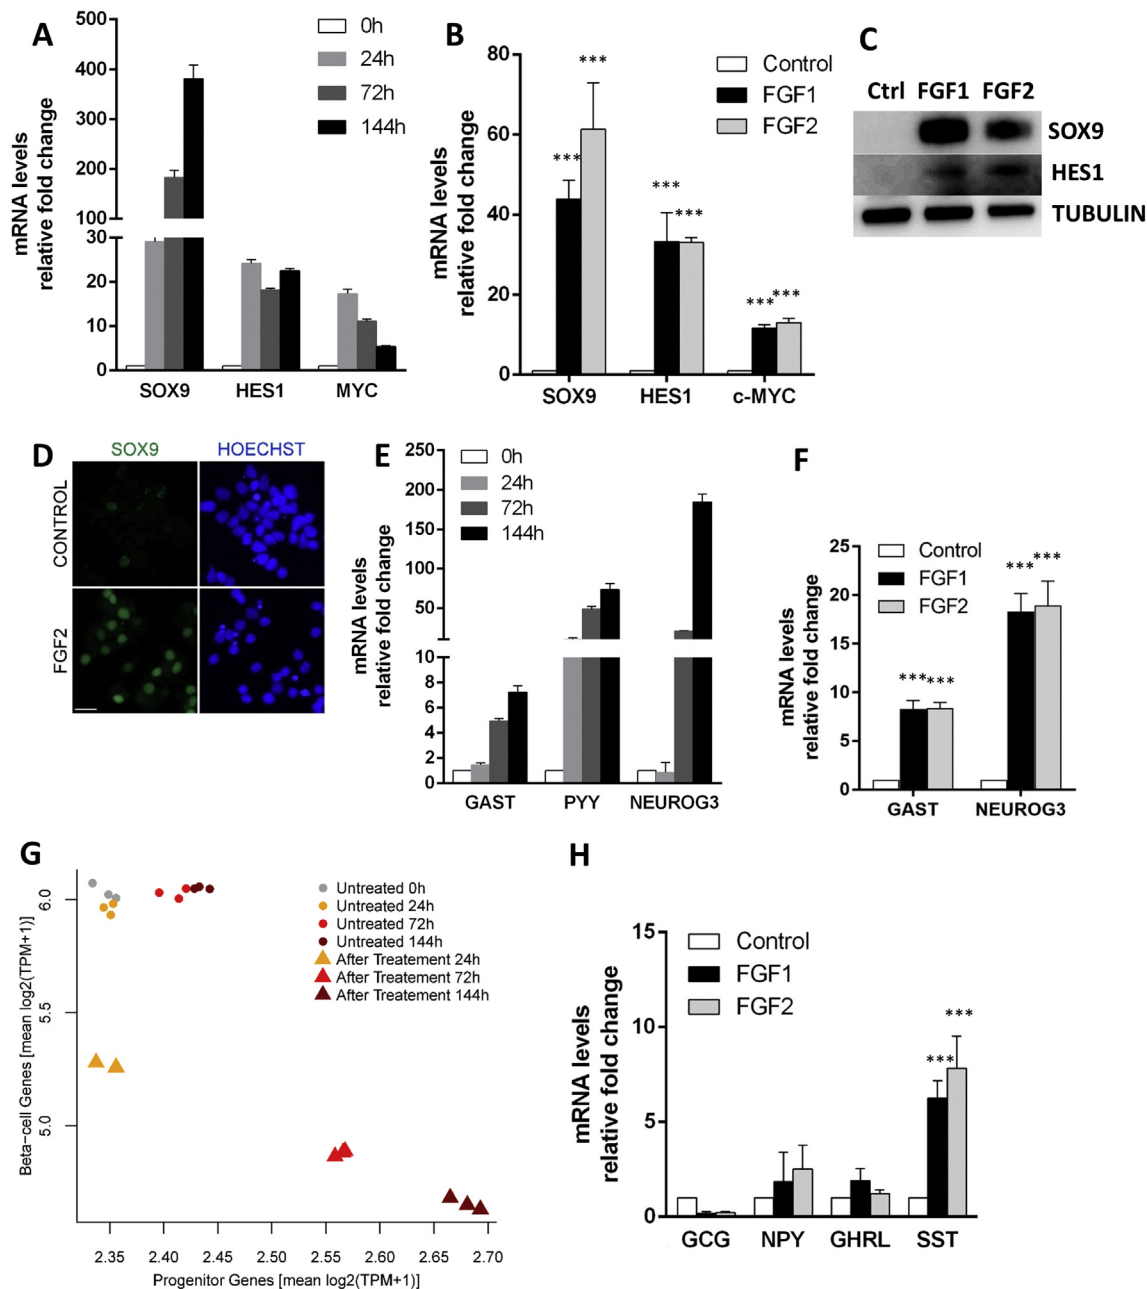 A
mRNA levels
relative fold change
500
400
300
200
100
30
20
10
0
0h
24h
72h
144h
SOX9 HES1 MYC
B
mRNA levels
relative fold change
80
60
40
20
0
Control
FGF1
FGF2
*** ***
*** ***
*** ***
SOX9 HES1 c-MYC
C
Ctrl FGF1 FGF2
SOX9
HES1
TUBULIN
D
SOX9 HOECHST
CONTROL
FGF2
E
mRNA levels
relative fold change
250
200
150
100
50
8
6
4
2
0
0h
24h
72h
144h
GAST PYY NEUROG3
F
mRNA levels
relative fold change
25
20
15
10
5
0
Control
FGF1
FGF2
*** ***
*** ***
GAST NEUROG3
G
Beta-cell Genes [mean log2(TPM+1)]
6.0
5.5
5.0
Untreated 0h
Untreated 24h
Untreated 72h
Untreated 144h
After Treatement 24h
After Treatement 72h
After Treatement 144h
2.35 2.40 2.45 2.50 2.55 2.60 2.65 2.70
Progenitor Genes [mean log2(TPM+1)]
H
mRNA levels
relative fold change
15
10
5
0
Control
FGF1
FGF2
*** ***
GCG NPY GHRL SST